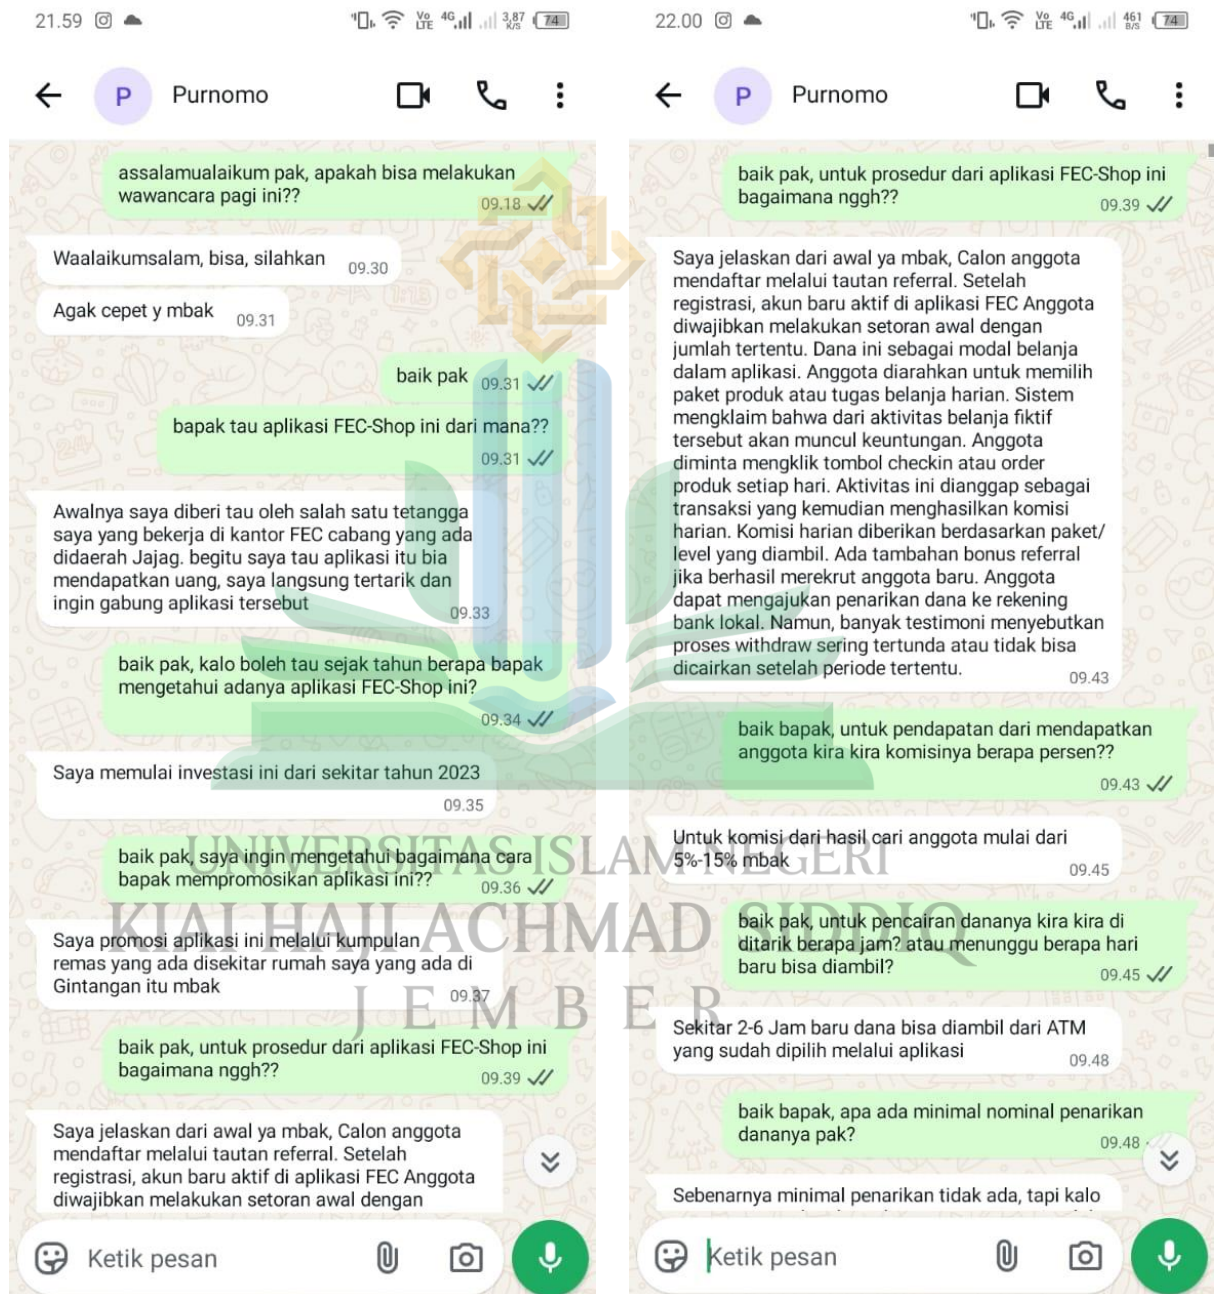 21.59
Vo LTE 4G 3,87 K/S 74
Purnomo
P
assalamualaikum pak, apakah bisa melakukan
wawancara pagi ini??
09.18
Waalaikumsalam, bisa, silahkan
09.30
Agak cepet y mbak
09.31
baik pak
09.31
bapak tau aplikasi FEC-Shop ini dari mana??
09.31
Awalnya saya diberi tau oleh salah satu tetangga
saya yang bekerja di kantor FEC cabang yang ada
didaerah Jajag. begitu saya tau aplikasi itu bia
mendapatkan uang, saya langsung tertarik dan
ingin gabung aplikasi tersebut
09.33
baik pak, kalo boleh tau sejak tahun berapa bapak
mengetahui adanya aplikasi FEC-Shop ini?
09.34
Saya memulai investasi ini dari sekitar tahun 2023
09.35
baik pak, saya ingin mengetahui bagaimana cara
bapak mempromosikan aplikasi ini??
09.36
Saya promosi aplikasi ini melalui kumpulan
remas yang ada disekitar rumah saya yang ada di
Gintangan itu mbak
09.37
baik pak, untuk prosedur dari aplikasi FEC-Shop ini
bagaimana nggh??
09.39
Saya jelaskan dari awal ya mbak, Calon anggota
mendaftar melalui tautan referral. Setelah
registrasi, akun baru aktif di aplikasi FEC Anggota
diwajibkan melakukan setoran awal dengan
Ketik pesan
22.00
Vo LTE 4G 461 B/S 74
P
Purnomo
baik pak, untuk prosedur dari aplikasi FEC-Shop ini
bagaimana nggh??
09.39
Saya jelaskan dari awal ya mbak, Calon anggota
mendaftar melalui tautan referral. Setelah
registrasi, akun baru aktif di aplikasi FEC Anggota
diwajibkan melakukan setoran awal dengan
jumlah tertentu. Dana ini sebagai modal belanja
dalam aplikasi. Anggota diarahkan untuk memilih
paket produk atau tugas belanja harian. Sistem
mengklaim bahwa dari aktivitas belanja fiktif
tersebut akan muncul keuntungan. Anggota
diminta mengklik tombol checkin atau order
produk setiap hari. Aktivitas ini dianggap sebagai
transaksi yang kemudian menghasilkan komisi
harian. Komisi harian diberikan berdasarkan paket/
level yang diambil. Ada tambahan bonus referral
jika berhasil merekrut anggota baru. Anggota
dapat mengajukan penarikan dana ke rekening
bank lokal. Namun, banyak testimoni menyebutkan
proses withdraw sering tertunda atau tidak bisa
dicairkan setelah periode tertentu.
09.43
baik bapak, untuk pendapatan dari mendapatkan
anggota kira kira komisinya berapa persen??
09.43
Untuk komisi dari hasil cari anggota mulai dari
5%-15% mbak
09.45
baik pak, untuk pencairan dananya kira kira di
ditarik berapa jam? atau menunggu berapa hari
baru bisa diambil?
09.45
Sekitar 2-6 Jam baru dana bisa diambil dari ATM
yang sudah dipilih melalui aplikasi
09.48
baik bapak, apa ada minimal nominal penarikan
dananya pak?
09.48
Sebenarnya minimal penarikan tidak ada, tapi kalo
Ketik pesan
UNIVERSITAS ISLAM NEGERI
KIAI HAJI ACHMAD SIDDIQ
JEMBER